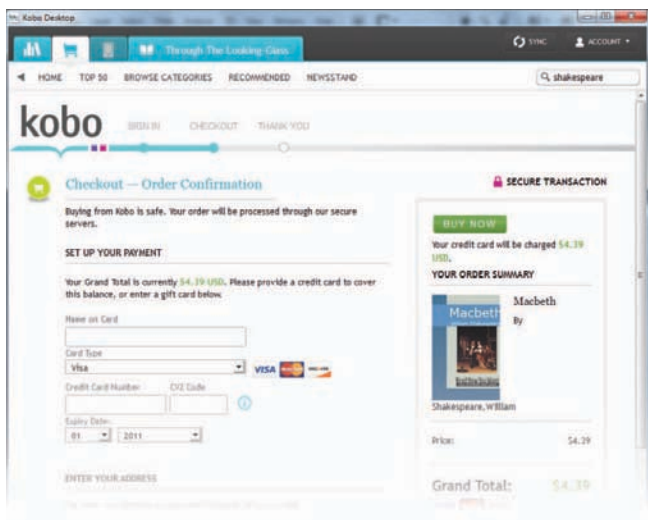 Kobo Desktop
Through The Looking-Glass
SYNC
ACCOUNT
HOME TOP 50 BROWSE CATEGORIES RECOMMENDED NEWSSTAND
shakespeare
kobo
SIGN IN CHECKOUT THANK YOU
Checkout — Order Confirmation
Buying from Kobo is safe. Your order will be processed through our secure
servers.
SET UP YOUR PAYMENT
Your Grand Total is currently $4.39 USD. Please provide a credit card to cover
this balance, or enter a gift card below.
Name on Card
Card Type
Visa
VISA
Credit Card Number CV2 Code
Expiry Date
01 2011
ENTER YOUR ADDRESS
SECURE TRANSACTION
BUY NOW
Your credit card will be charged $4.39
USD.
YOUR ORDER SUMMARY
Macbeth
Macbeth
By
Shakespeare, William
Price: $4.39
Grand Total: $4.39